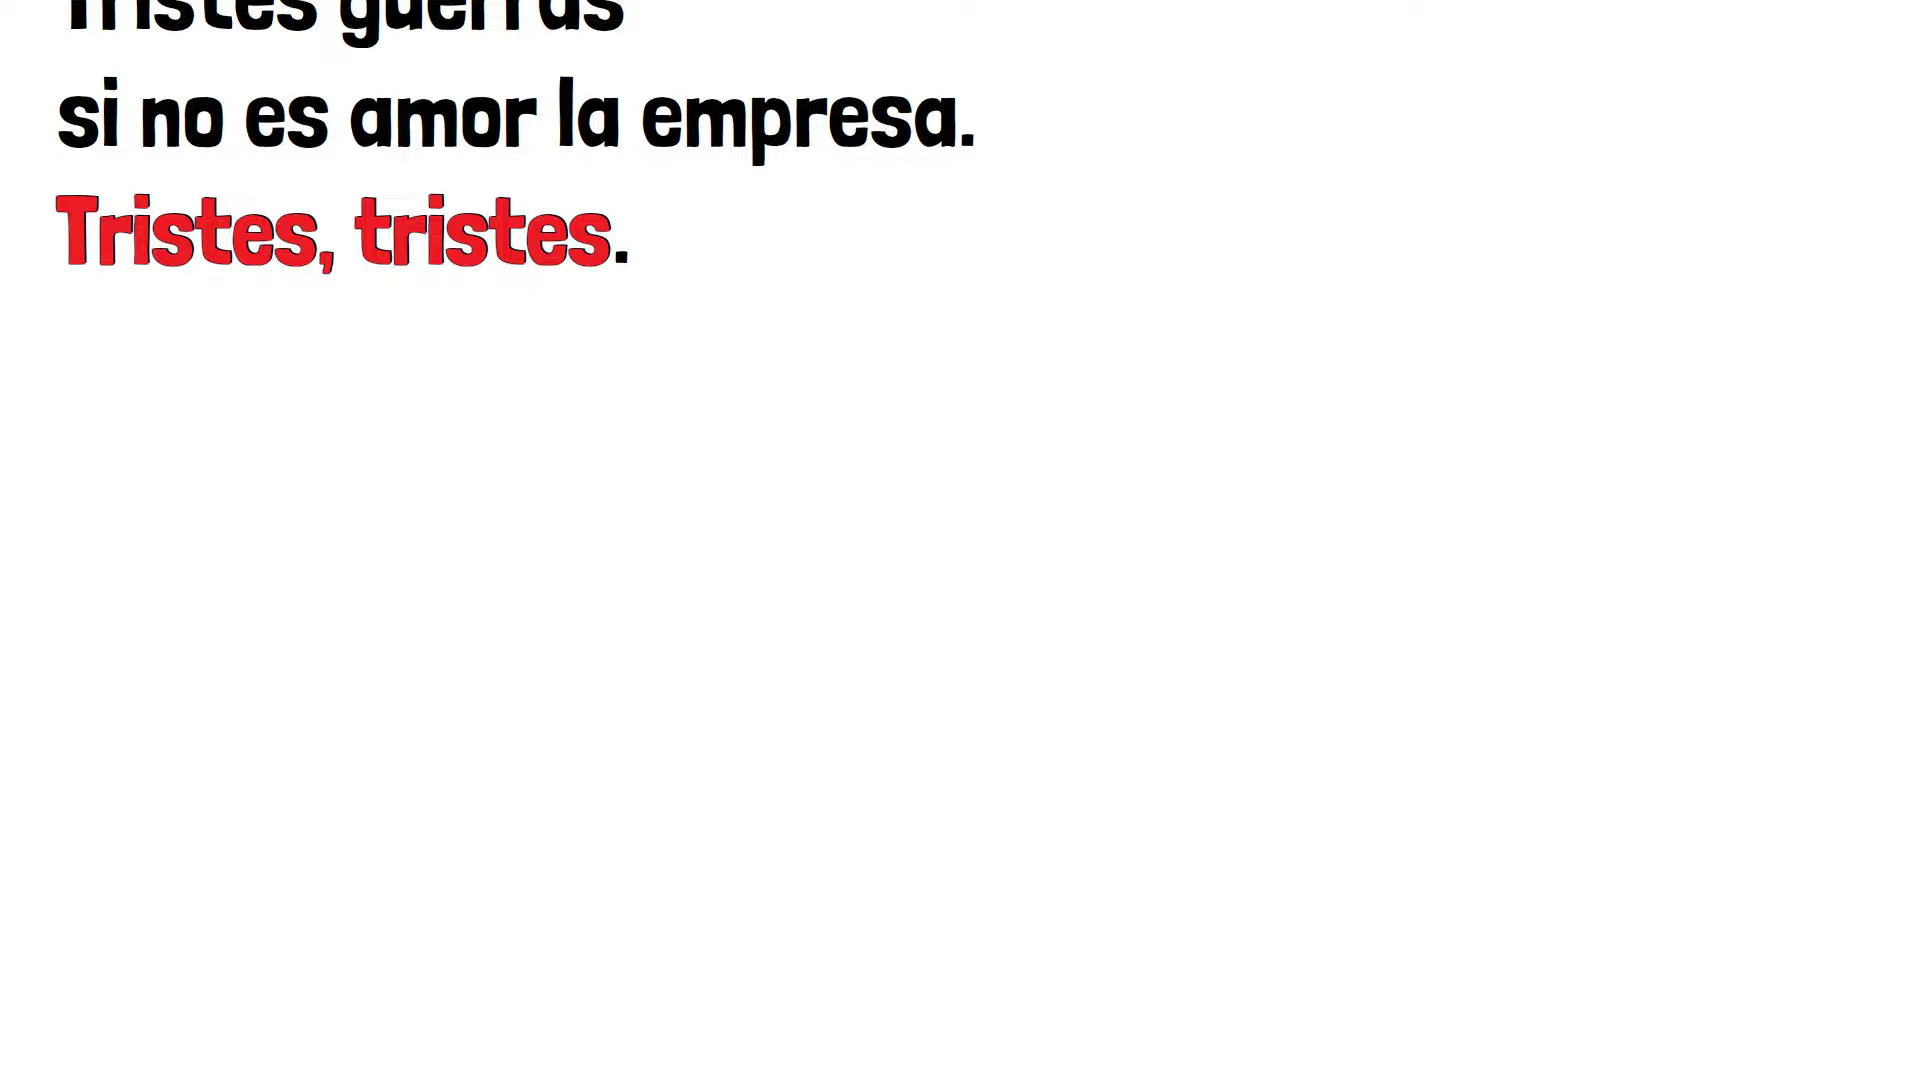 Tristes guerras
si no es amor la empresa.
Tristes, tristes.